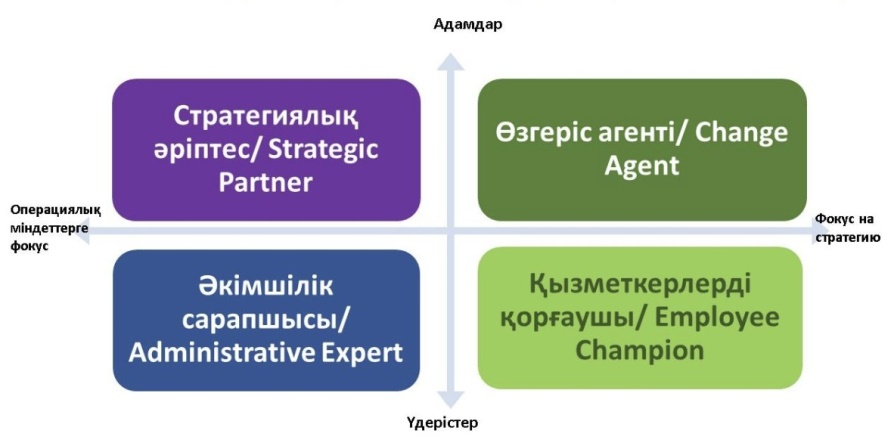 Адамдар
Стратегиялық
әріптес/ Strategic
Partner
Өзгеріс агенті/ Change
Agent
Операциялық
міндеттерге
фокус
Фокус на
стратегию
Әкімшілік
сарапшысы/
Administrative Expert
Қызметкерлерді
қорғаушы/ Employee
Champion
Үдерістер